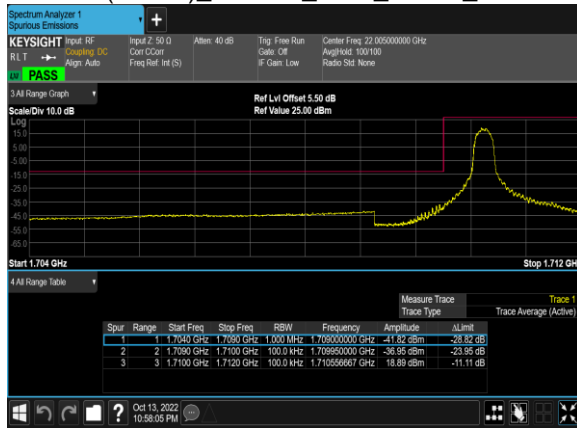 Spectrum Analyzer 1
Spurious Emissions
KEYSIGHT Input: RF Input Z: 50 Ω Atten: 40 dB Trig: Free Run Center Freq: 22.005000000 GHz
R L T Coupling: DC Corr CCorr Gate: Off Avg|Hold: 100/100
Align: Auto Freq Ref: Int (S) IF Gain: Low Radio Std: None
PASS
3 All Range Graph
Ref Lvl Offset 5.50 dB
Scale/Div 10.0 dB Ref Value 25.00 dBm
Log
15.0
5.00
-5.00
-15.0
-25.0
-35.0
-45.0
-55.0
-65.0
Start 1.704 GHz Stop 1.712 GH
4 All Range Table
Measure Trace Trace 1
Trace Type Trace Average (Active)
Spur Range Start Freq Stop Freq RBW Frequency Amplitude ΔLimit
1 1 1.7040 GHz 1.7090 GHz 1.000 MHz 1.709000000 GHz -41.82 dBm -28.82 dB
2 2 1.7090 GHz 1.7100 GHz 100.0 kHz 1.709950000 GHz -36.95 dBm -23.95 dB
3 3 1.7100 GHz 1.7120 GHz 100.0 kHz 1.710556667 GHz 18.89 dBm -11.11 dB
Oct 13, 2022
10:58:05 PM